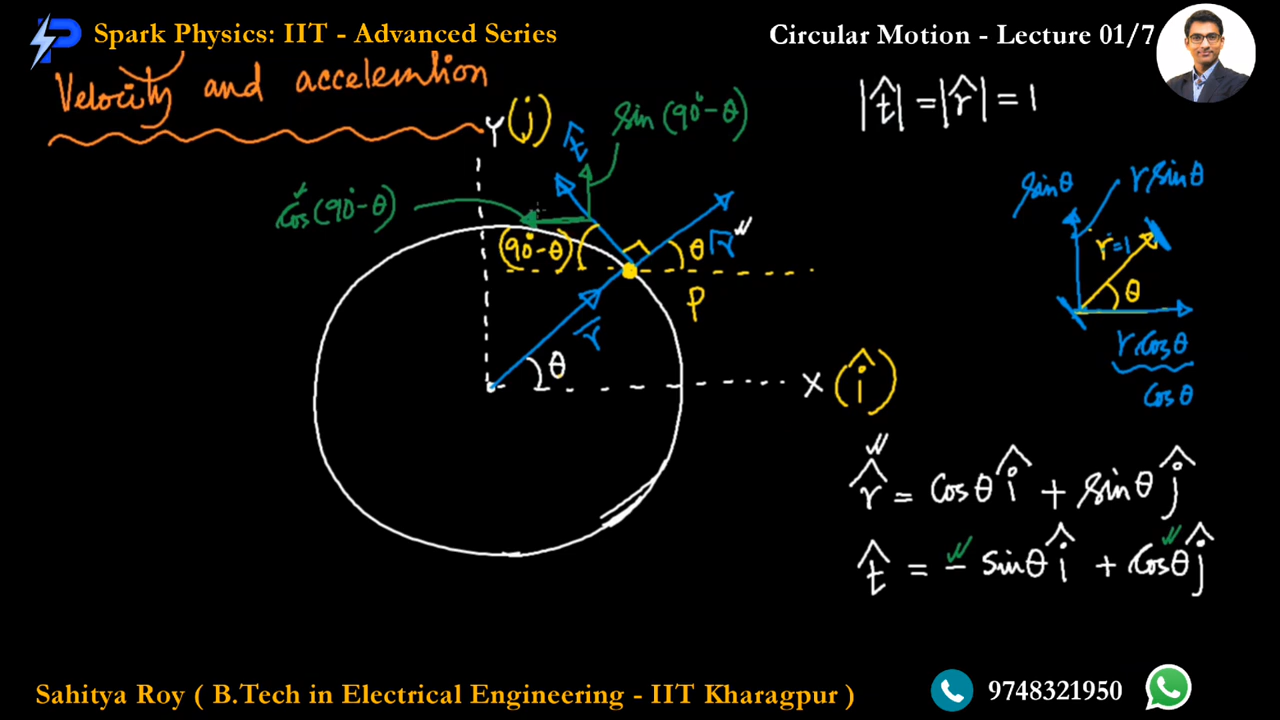 Spark Physics: IIT - Advanced Series
Circular Motion - Lecture 01/7
Velocity and acceleration
Y (j)
sin (90° - θ)
t̂
cos (90° - θ)
(90° - θ)
θ
r̂
P
r̄
θ
X (î)
|t̂| = |r̂| = 1
sinθ
r sinθ
r = 1
θ
r cosθ
cosθ
r̂ = cosθ î + sinθ ĵ
t̂ = - sinθ î + cosθ ĵ
Sahitya Roy ( B.Tech in Electrical Engineering - IIT Kharagpur )
9748321950